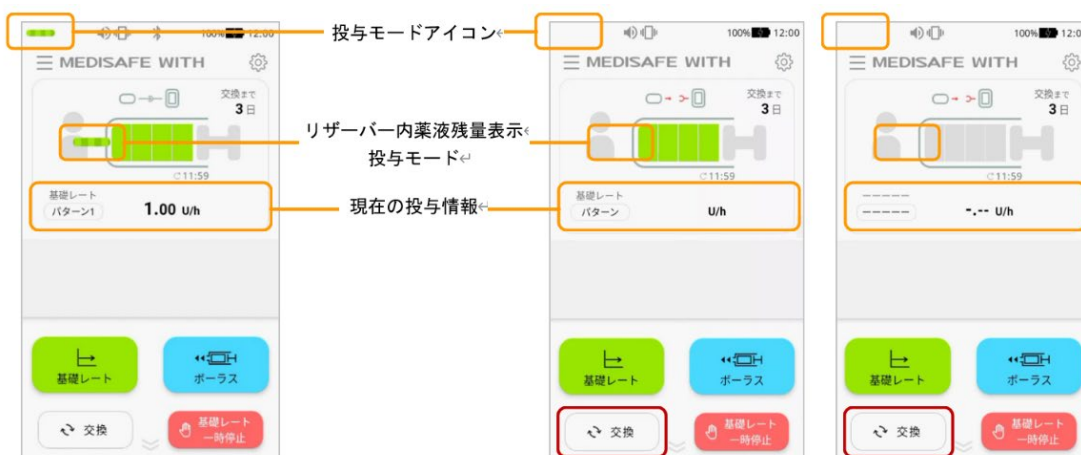 100% 12:00
MEDISAFE WITH
交換まで
3日
11:59
基礎レート
パターン1
1.00 U/h
基礎レート
ボーラス
交換
基礎レート
一時停止
投与モードアイコン
リザーバー内薬液残量表示
投与モード
現在の投与情報
100% 12:00
MEDISAFE WITH
交換まで
3日
11:59
基礎レート
パターン
U/h
基礎レート
ボーラス
交換
基礎レート
一時停止
100% 12:0
MEDISAFE WITH
交換まで
3日
11:59
-----
-----
-.-- U/h
基礎レート
ボーラス
交換
基礎レート
一時停止